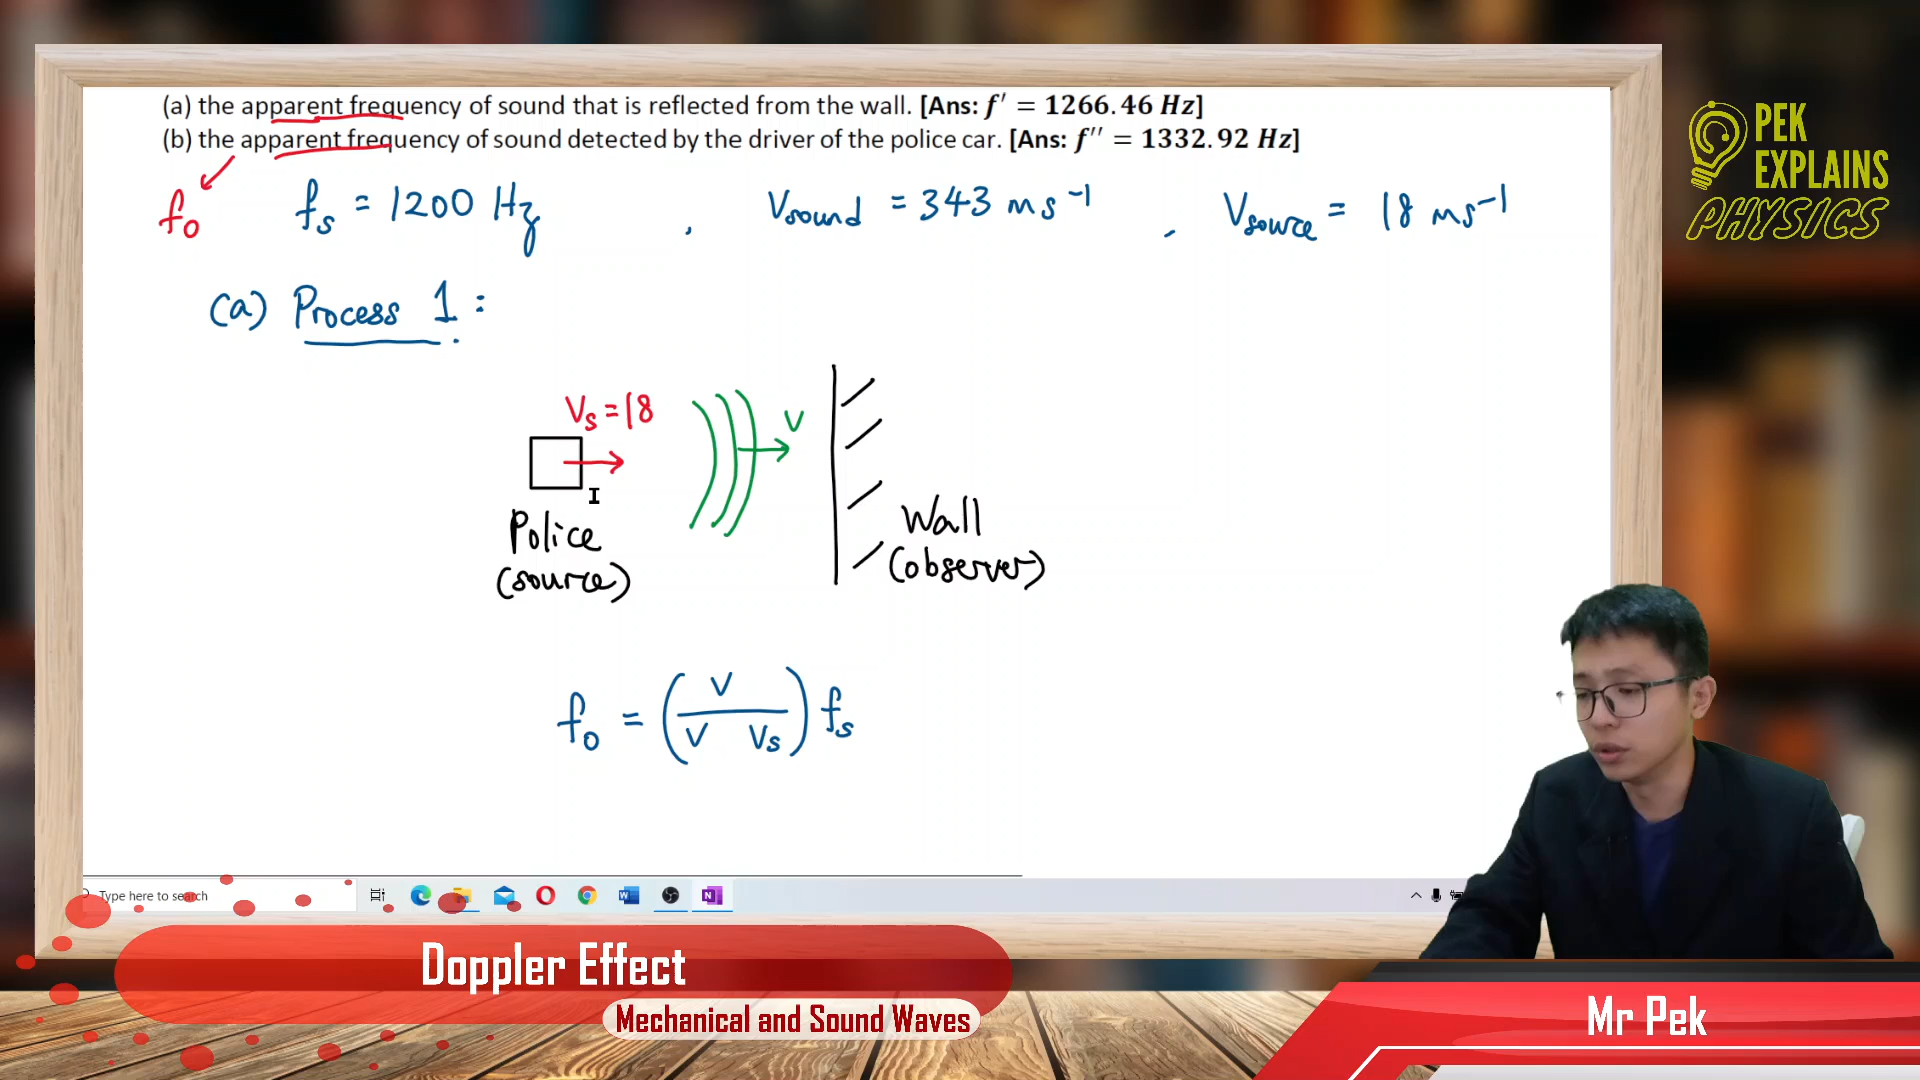 (a) the apparent frequency of sound that is reflected from the wall. [Ans: f′ = 1266.46 Hz]
(b) the apparent frequency of sound detected by the driver of the police car. [Ans: f′′ = 1332.92 Hz]
fo
fs = 1200 Hz , Vsound = 343 ms⁻¹ , Vsource = 18 ms⁻¹
(a) Process 1 :
Vs = 18
V
Police
(source)
Wall
(observer)
fo = ( V / V Vs ) fs
PEK
EXPLAINS
PHYSICS
Type here to search
Doppler Effect
Mechanical and Sound Waves
Mr Pek